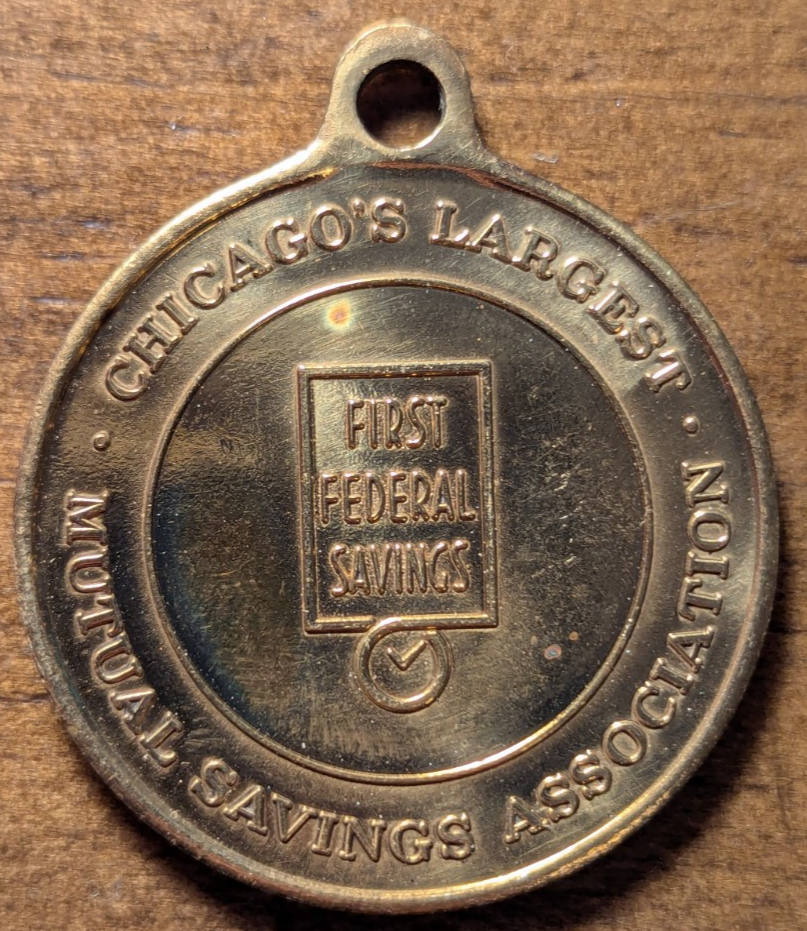 CHICAGO'S LARGEST
FIRST
FEDERAL
SAVINGS
MUTUAL SAVINGS ASSOCIATION